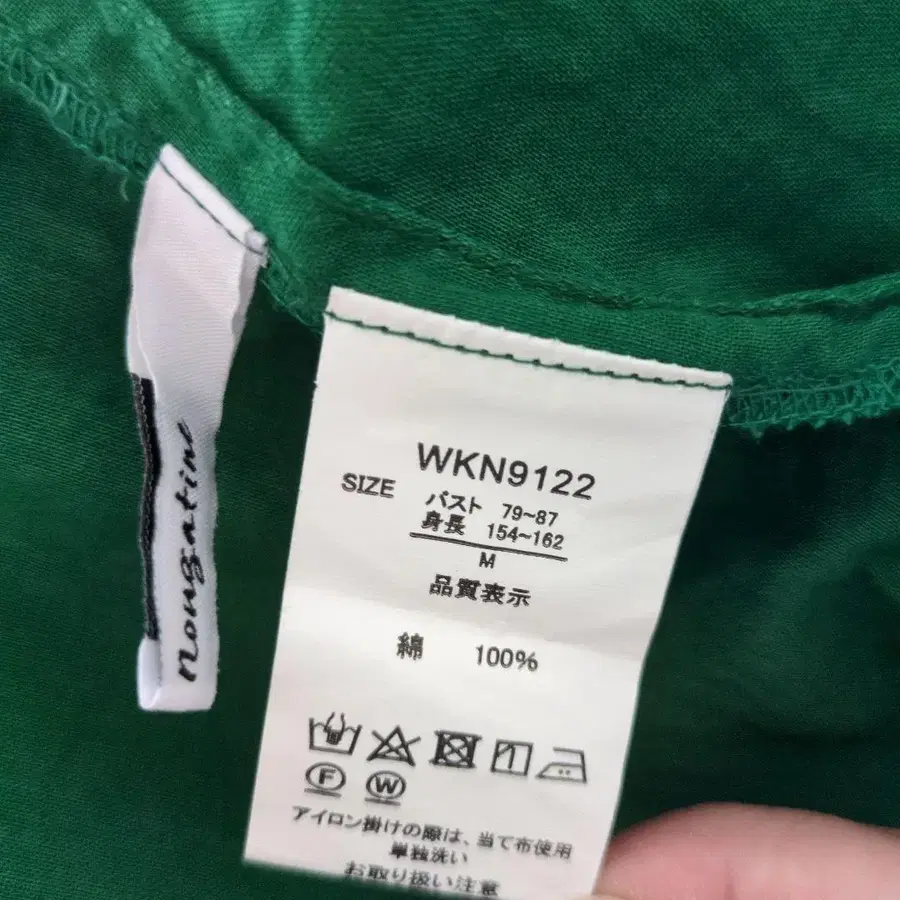 nongatine
WKN9122
SIZE バスト 79~87
身長 154~162
M
品質表示
綿 100%
F W
アイロン掛けの際は、当て布使用
単独洗い
お取り扱い注意